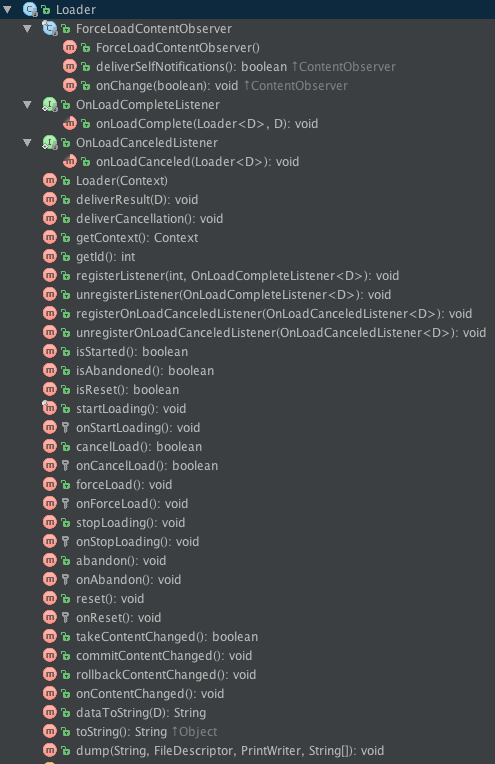 Loader
ForceLoadContentObserver
ForceLoadContentObserver()
deliverSelfNotifications(): boolean ↑ContentObserver
onChange(boolean): void ↑ContentObserver
OnLoadCompleteListener
onLoadComplete(Loader<D>, D): void
OnLoadCanceledListener
onLoadCanceled(Loader<D>): void
Loader(Context)
deliverResult(D): void
deliverCancellation(): void
getContext(): Context
getId(): int
registerListener(int, OnLoadCompleteListener<D>): void
unregisterListener(OnLoadCompleteListener<D>): void
registerOnLoadCanceledListener(OnLoadCanceledListener<D>): void
unregisterOnLoadCanceledListener(OnLoadCanceledListener<D>): void
isStarted(): boolean
isAbandoned(): boolean
isReset(): boolean
startLoading(): void
onStartLoading(): void
cancelLoad(): boolean
onCancelLoad(): boolean
forceLoad(): void
onForceLoad(): void
stopLoading(): void
onStopLoading(): void
abandon(): void
onAbandon(): void
reset(): void
onReset(): void
takeContentChanged(): boolean
commitContentChanged(): void
rollbackContentChanged(): void
onContentChanged(): void
dataToString(D): String
toString(): String ↑Object
dump(String, FileDescriptor, PrintWriter, String[]): void